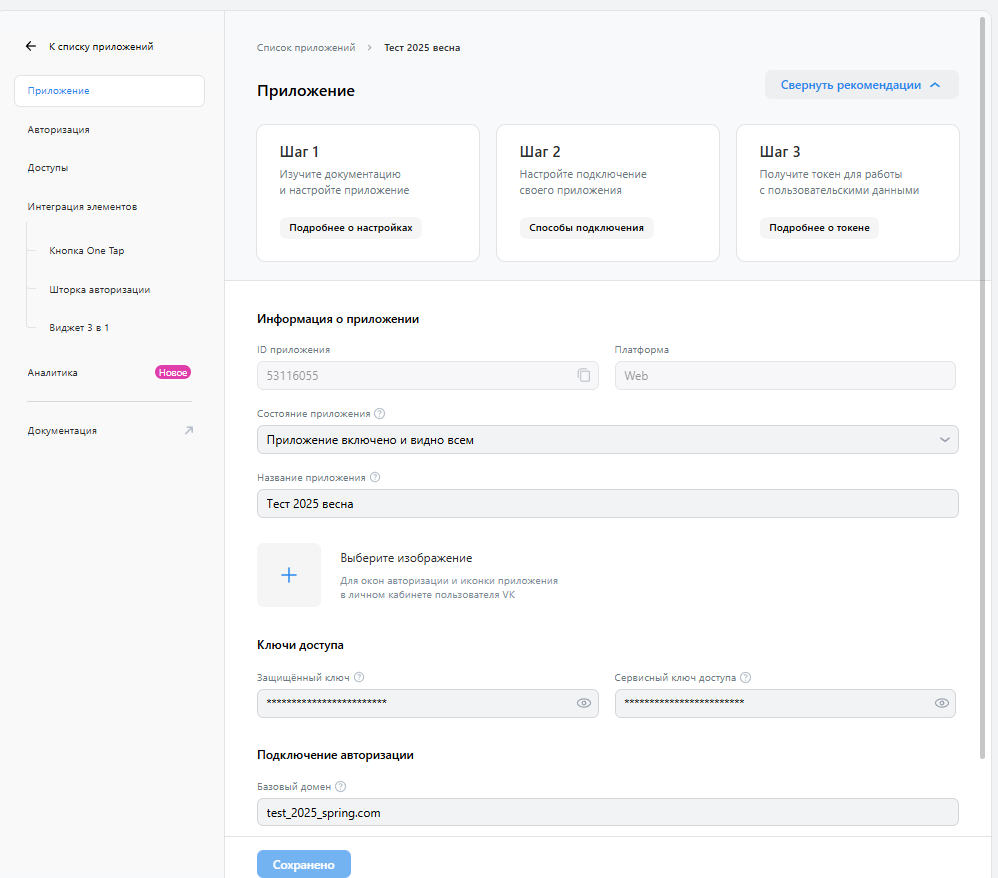 К списку приложений
Приложение
Авторизация
Доступы
Интеграция элементов
Кнопка One Tap
Шторка авторизации
Виджет 3 в 1
Аналитика
Новое
Документация
Список приложений
Тест 2025 весна
Приложение
Свернуть рекомендации
Шаг 1
Изучите документацию
и настройте приложение
Подробнее о настройках
Шаг 2
Настройте подключение
своего приложения
Способы подключения
Шаг 3
Получите токен для работы
с пользовательскими данными
Подробнее о токене
Информация о приложении
ID приложения
53116055
Платформа
Web
Состояние приложения
Приложение включено и видно всем
Название приложения
Тест 2025 весна
Выберите изображение
Для окон авторизации и иконки приложения
в личном кабинете пользователя VK
Ключи доступа
Защищённый ключ
************************
Сервисный ключ доступа
************************
Подключение авторизации
Базовый домен
test_2025_spring.com
Сохранено